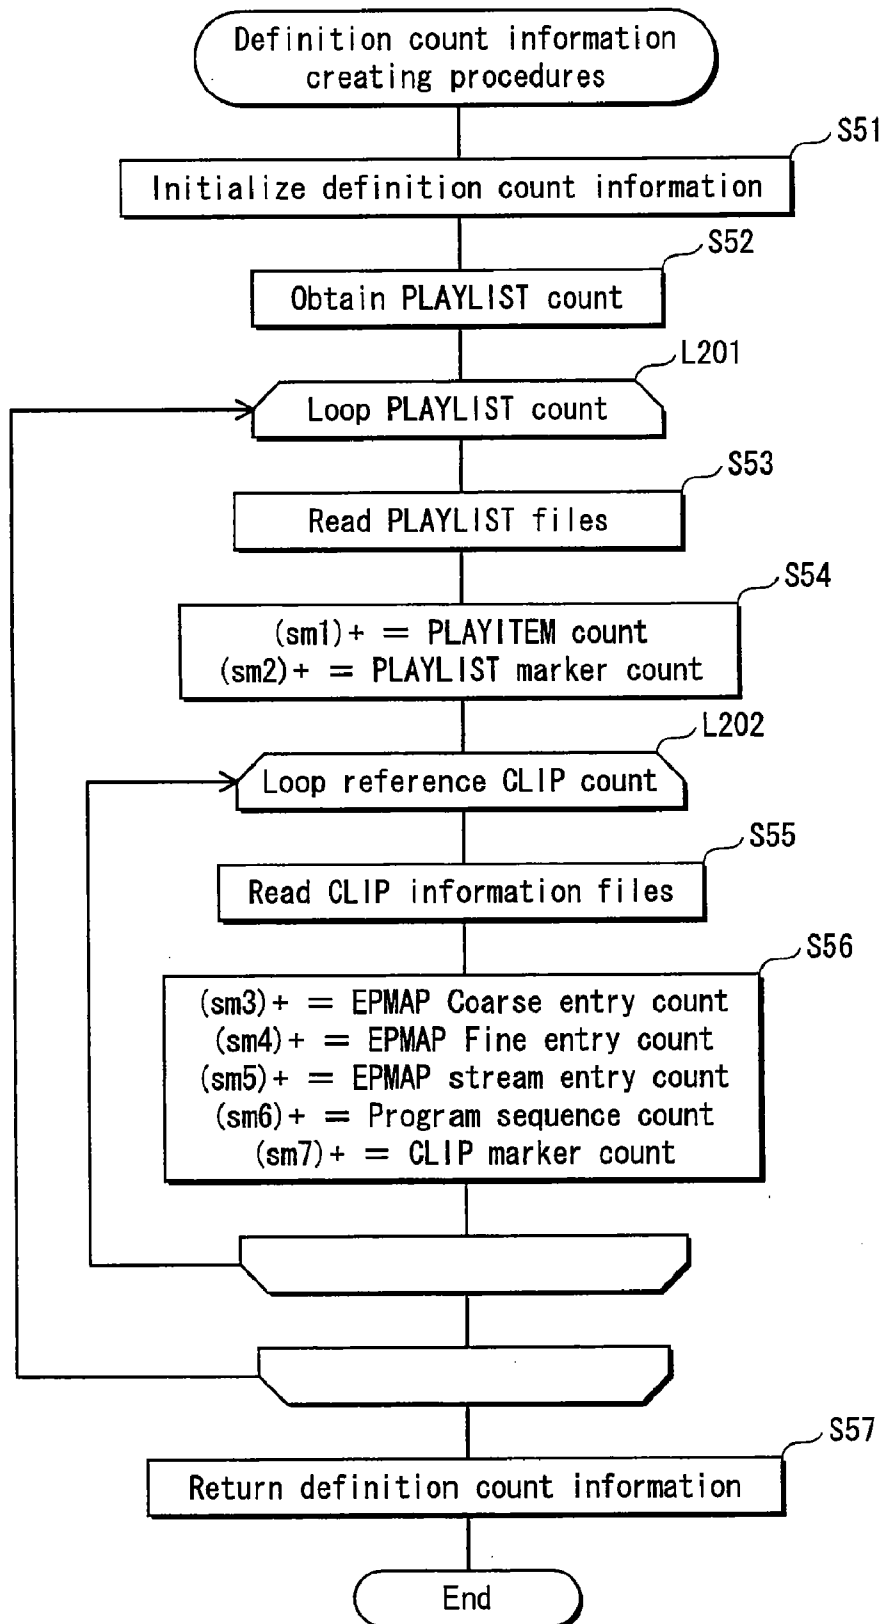 Definition count information
creating procedures
S51
Initialize definition count information
S52
Obtain PLAYLIST count
L201
Loop PLAYLIST count
S53
Read PLAYLIST files
S54
(sm1)+ = PLAYITEM count
(sm2)+ = PLAYLIST marker count
L202
Loop reference CLIP count
S55
Read CLIP information files
S56
(sm3)+ = EPMAP Coarse entry count
(sm4)+ = EPMAP Fine entry count
(sm5)+ = EPMAP stream entry count
(sm6)+ = Program sequence count
(sm7)+ = CLIP marker count
S57
Return definition count information
End